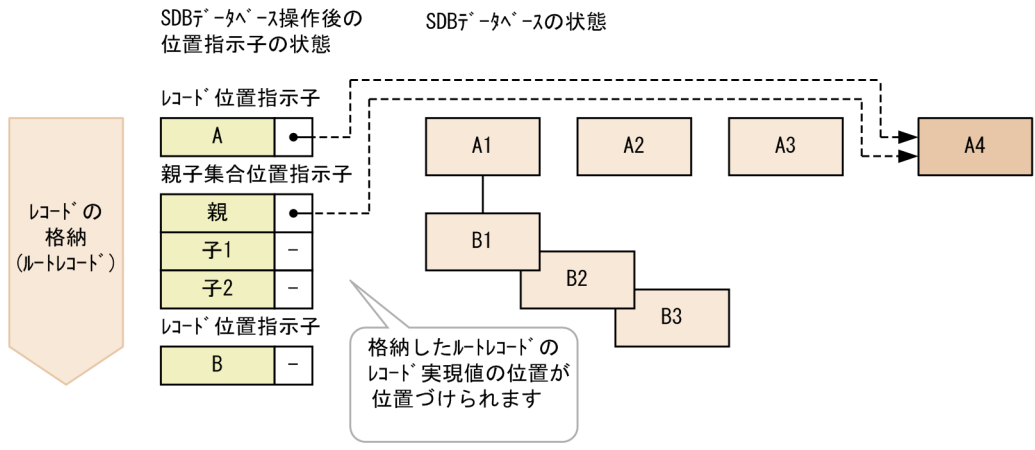 SDBﾃﾞｰﾀﾍﾞｰｽ操作後の
位置指示子の状態
SDBﾃﾞｰﾀﾍﾞｰｽの状態
ﾚｺｰﾄﾞの
格納
(ﾙｰﾄﾚｺｰﾄﾞ)
ﾚｺｰﾄﾞ位置指示子
A
親子集合位置指示子
親
子1
－
子2
－
ﾚｺｰﾄﾞ位置指示子
B
－
A1
A2
A3
A4
B1
B2
B3
格納したﾙｰﾄﾚｺｰﾄﾞの
ﾚｺｰﾄﾞ実現値の位置が
位置づけられます